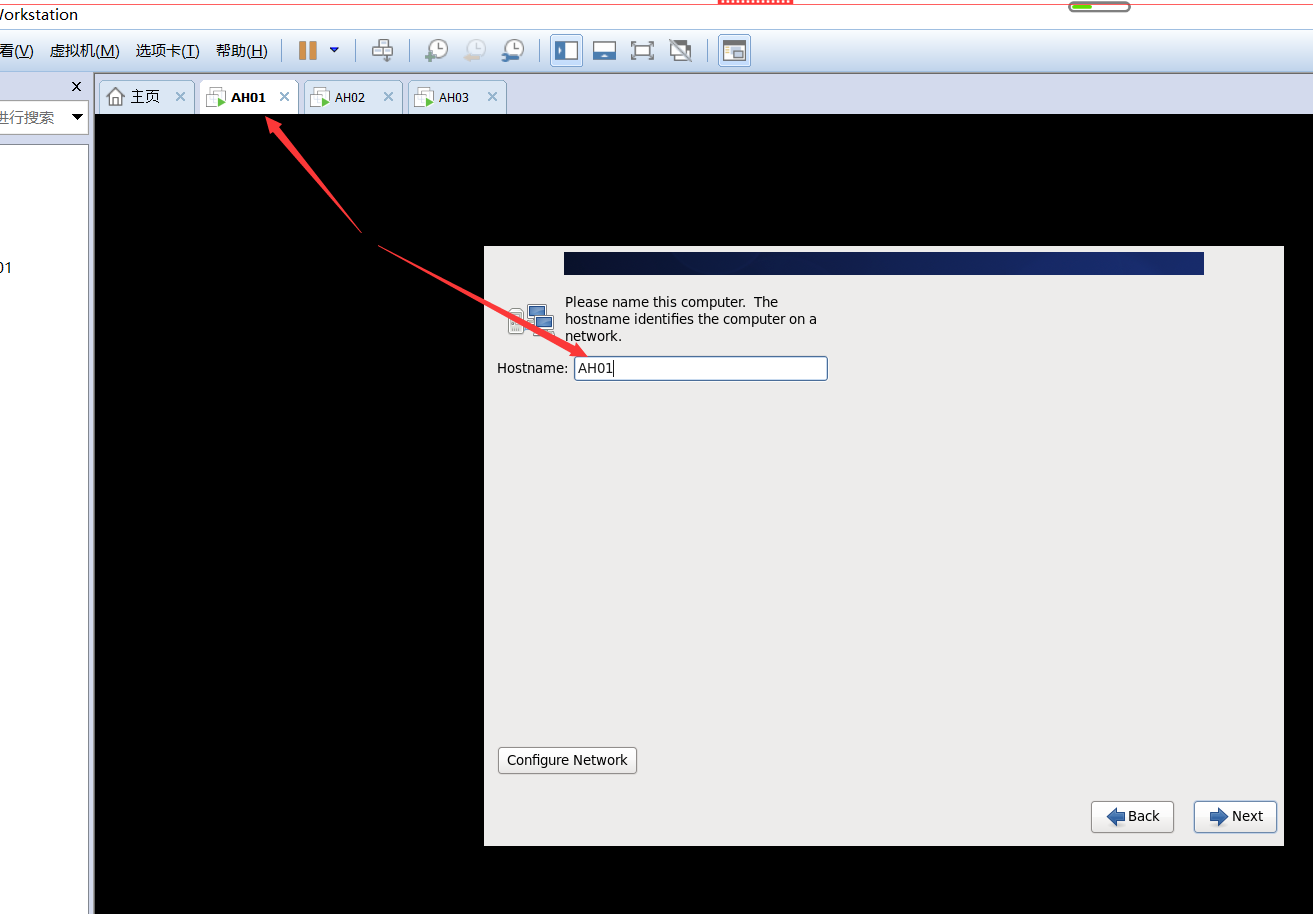 Workstation
看(V) 虚拟机(M) 选项卡(T) 帮助(H)
主页 AH01 AH02 AH03
进行搜索
01
Please name this computer. The
hostname identifies the computer on a
network.
Hostname: AH01
Configure Network
Back Next